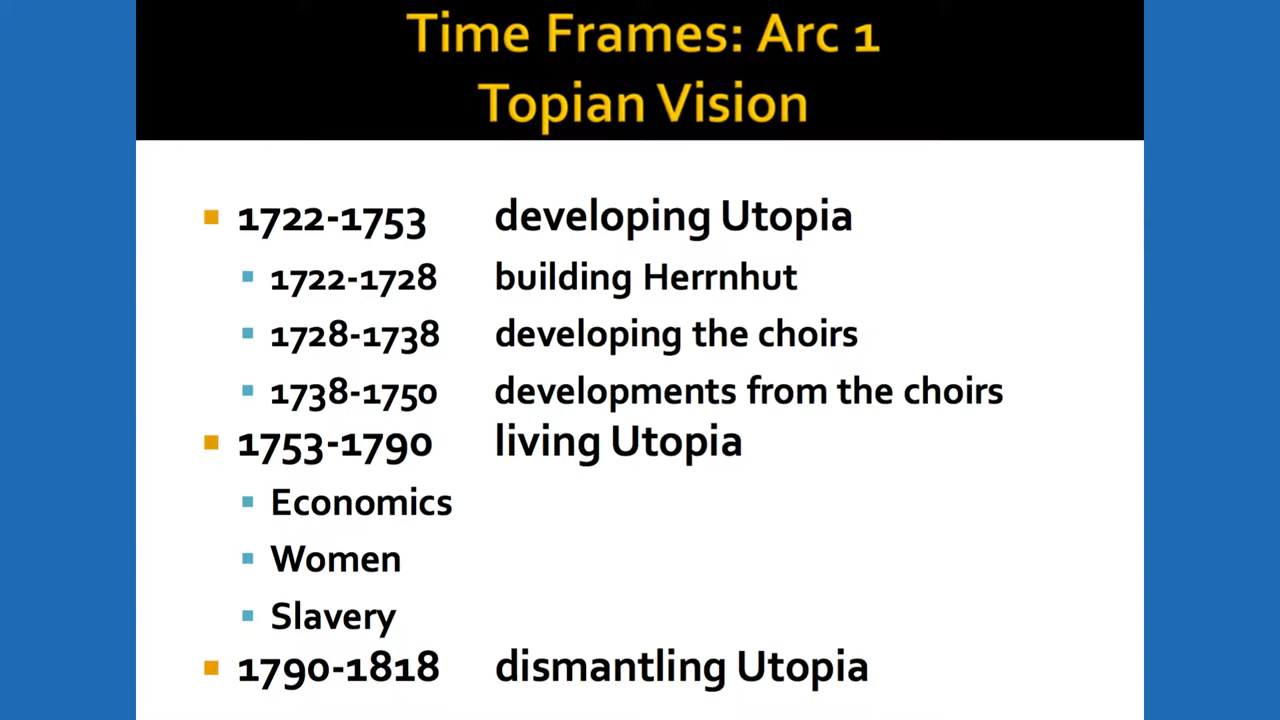 Time Frames: Arc 1
Topian Vision
1722-1753 developing Utopia
1722-1728 building Herrnhut
1728-1738 developing the choirs
1738-1750 developments from the choirs
1753-1790 living Utopia
Economics
Women
Slavery
1790-1818 dismantling Utopia